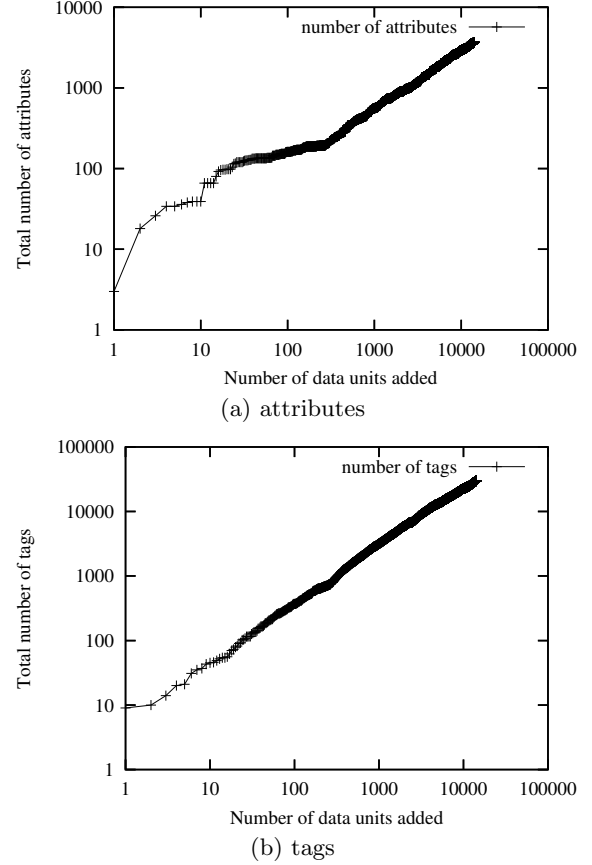 10000
number of attributes
1000
100
10
1
Total number of attributes
1 10 100 1000 10000 100000
Number of data units added
(a) attributes
100000
number of tags
10000
1000
100
10
1
Total number of tags
1 10 100 1000 10000 100000
Number of data units added
(b) tags